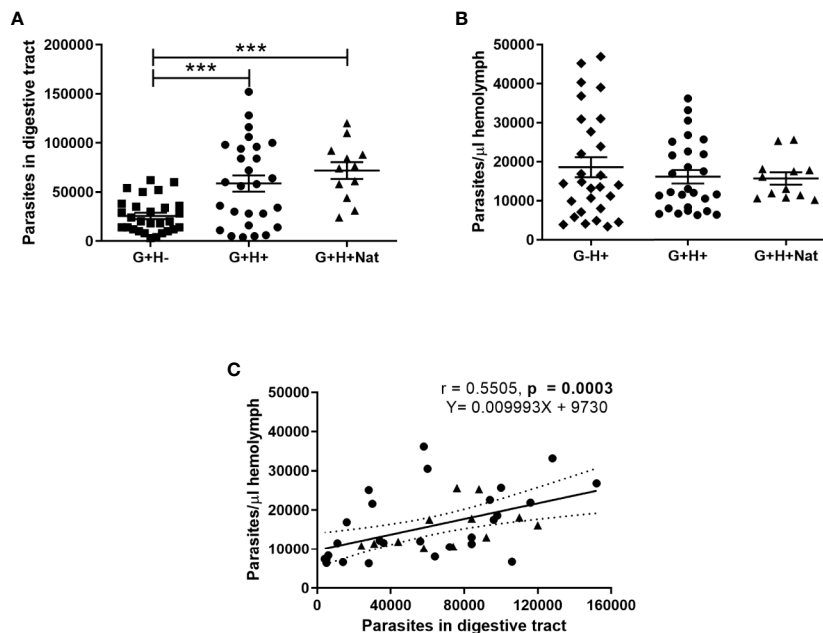 A
Parasites in digestive tract
200000
150000
100000
50000
0
***
***
G+H-
G+H+
G+H+Nat
B
Parasites/µl hemolymph
50000
40000
30000
20000
10000
0
G-H+
G+H+
G+H+Nat
C
Parasites/µl hemolymph
50000
40000
30000
20000
10000
0
r = 0.5505, p = 0.0003
Y= 0.009993X + 9730
0
40000
80000
120000
160000
Parasites in digestive tract